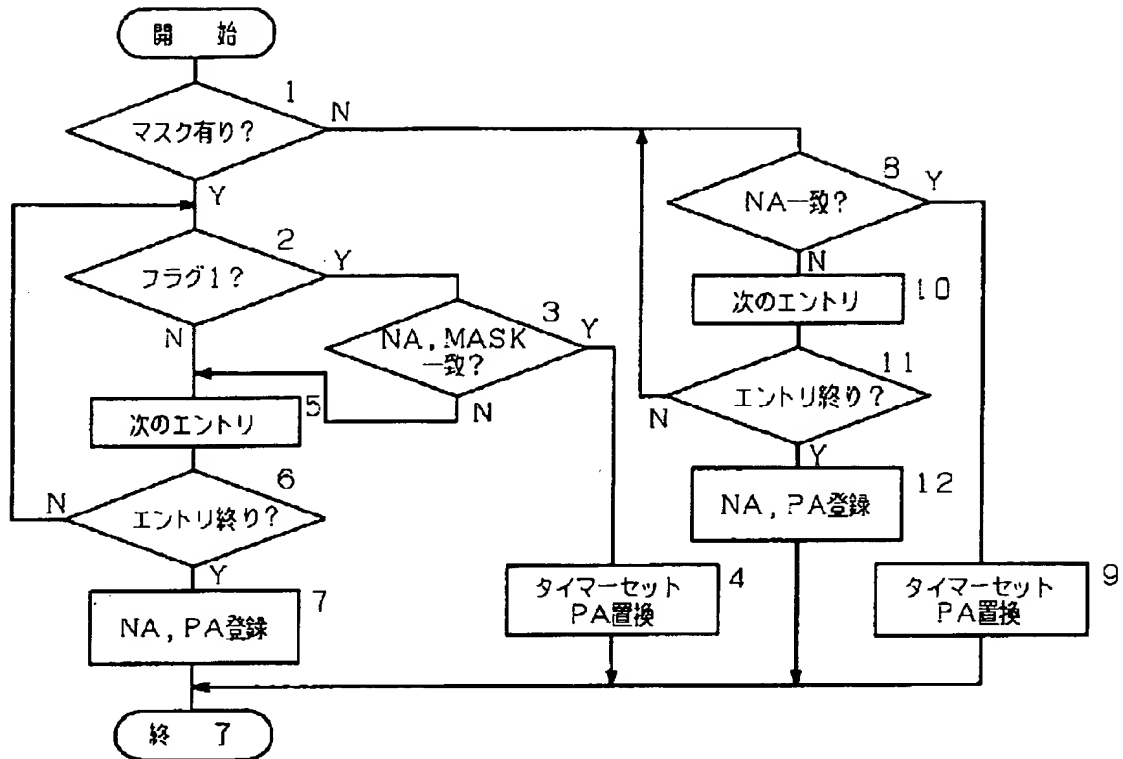 開 始
1
マスク有り?
N
Y
8
NA一致?
Y
N
2
フラグ1?
Y
N
10
次のエントリ
3
NA,MASK
一致?
Y
N
11
エントリ終り?
N
Y
5
次のエントリ
6
エントリ終り?
N
Y
12
NA,PA登録
7
NA,PA登録
4
タイマーセット
PA置換
9
タイマーセット
PA置換
終 了